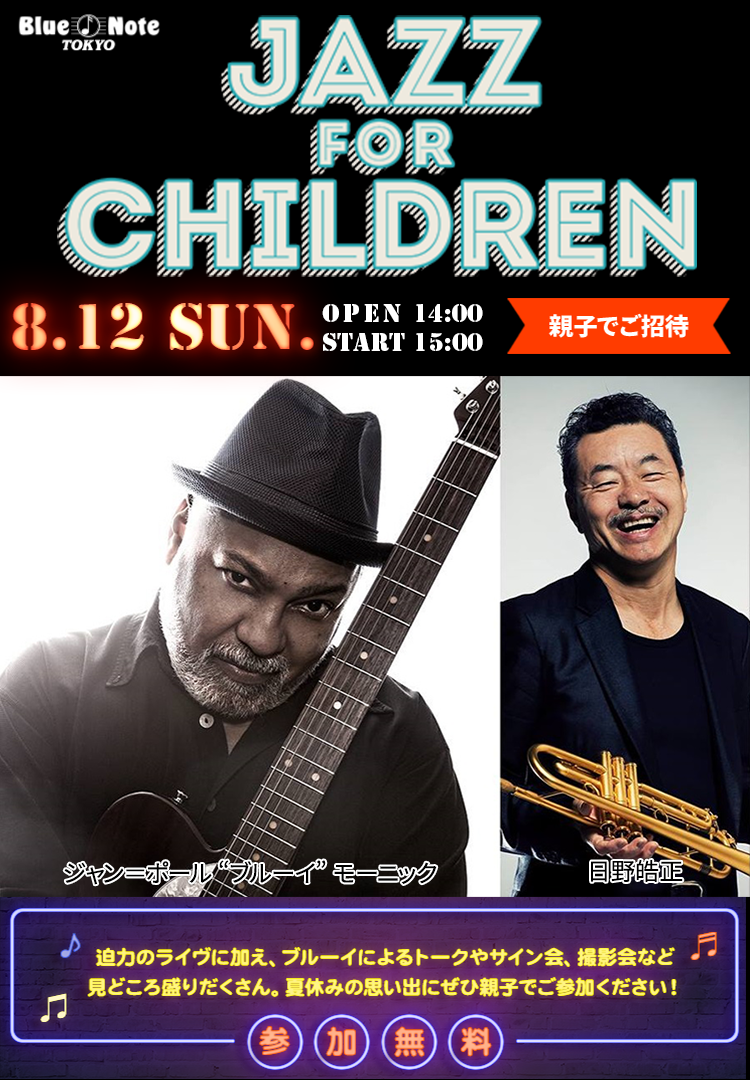 Blue Note
TOKYO
JAZZ
FOR
CHILDREN
8.12 SUN.
OPEN 14:00
START 15:00
親子でご招待
ジャン＝ポール“ブルーイ” モーニック
日野皓正
迫力のライヴに加え、ブルーイによるトークやサイン会、撮影会など
見どころ盛りだくさん。夏休みの思い出にぜひ親子でご参加ください！
参加無料